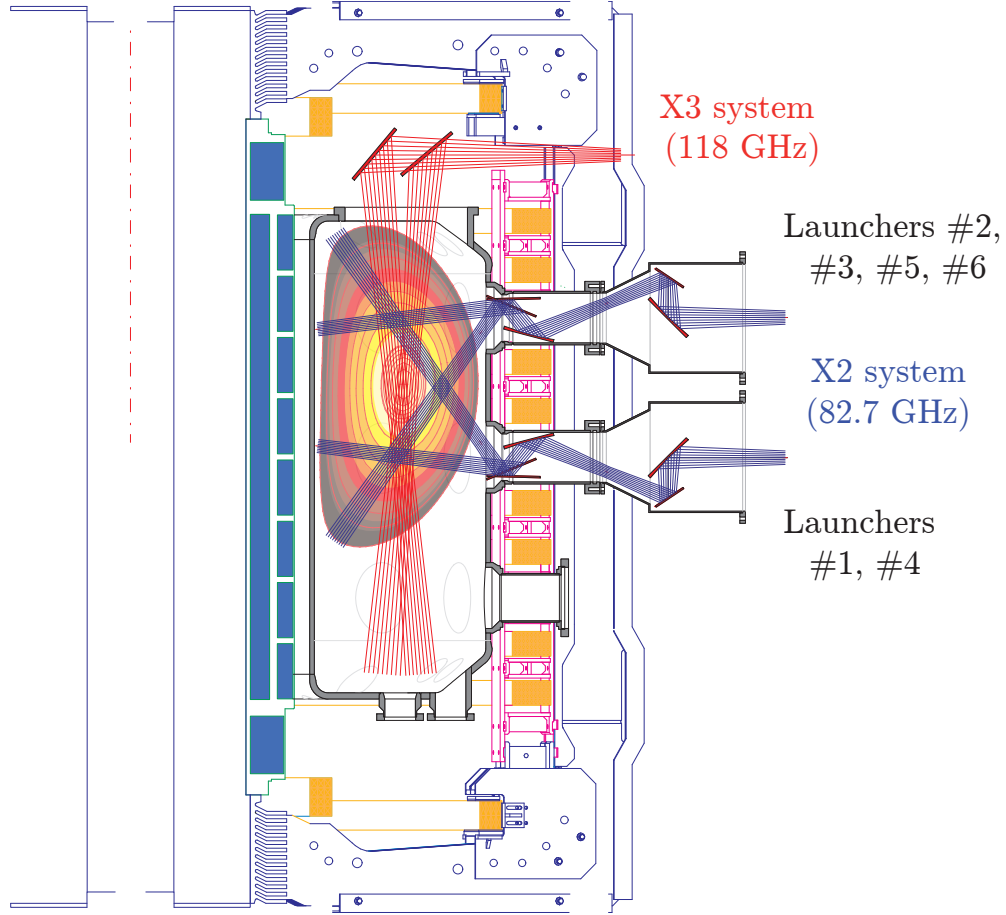 X3 system
(118 GHz)
Launchers #2,
#3, #5, #6
X2 system
(82.7 GHz)
Launchers
#1, #4